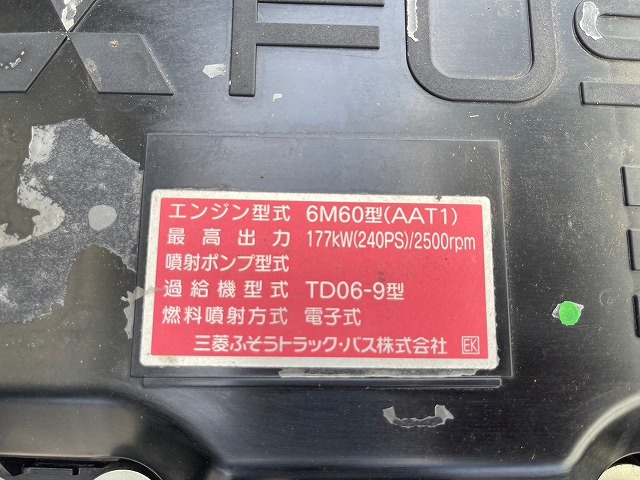 FUS
エンジン型式 6M60型(AAT1)
最高出力 177kW(240PS)/2500rpm
噴射ポンプ型式
過給機型式 TD06-9型
燃料噴射方式 電子式
三菱ふそうトラック・バス株式会社 EK